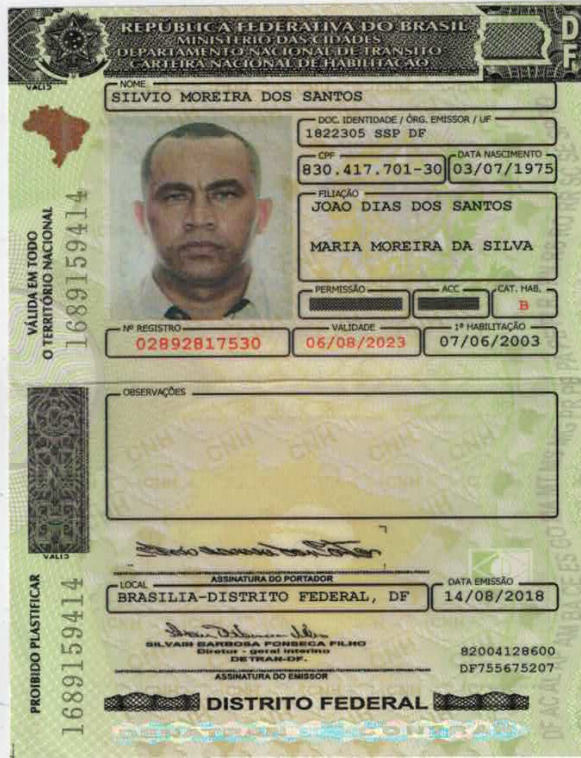 REPÚBLICA FEDERATIVA DO BRASIL
MINISTÉRIO DAS CIDADES
DEPARTAMENTO NACIONAL DE TRÂNSITO
CARTEIRA NACIONAL DE HABILITAÇÃO
DF
NOME
SILVIO MOREIRA DOS SANTOS
DOC. IDENTIDADE / ÓRG. EMISSOR / UF
1822305 SSP DF
CPF
830.417.701-30
DATA NASCIMENTO
03/07/1975
FILIAÇÃO
JOAO DIAS DOS SANTOS
MARIA MOREIRA DA SILVA
PERMISSÃO
ACC
CAT. HAB.
B
Nº REGISTRO
02892817530
VALIDADE
06/08/2023
1ª HABILITAÇÃO
07/06/2003
VÁLIDA EM TODO
O TERRITÓRIO NACIONAL
1689159414
OBSERVAÇÕES
CNH
ASSINATURA DO PORTADOR
LOCAL
BRASILIA-DISTRITO FEDERAL, DF
DATA EMISSÃO
14/08/2018
SILVAIN BARBOSA FONSECA FILHO
Diretor - geral interino
DETRAN-DF.
ASSINATURA DO EMISSOR
82004128600
DF755675207
PROIBIDO PLASTIFICAR
1689159414
DISTRITO FEDERAL